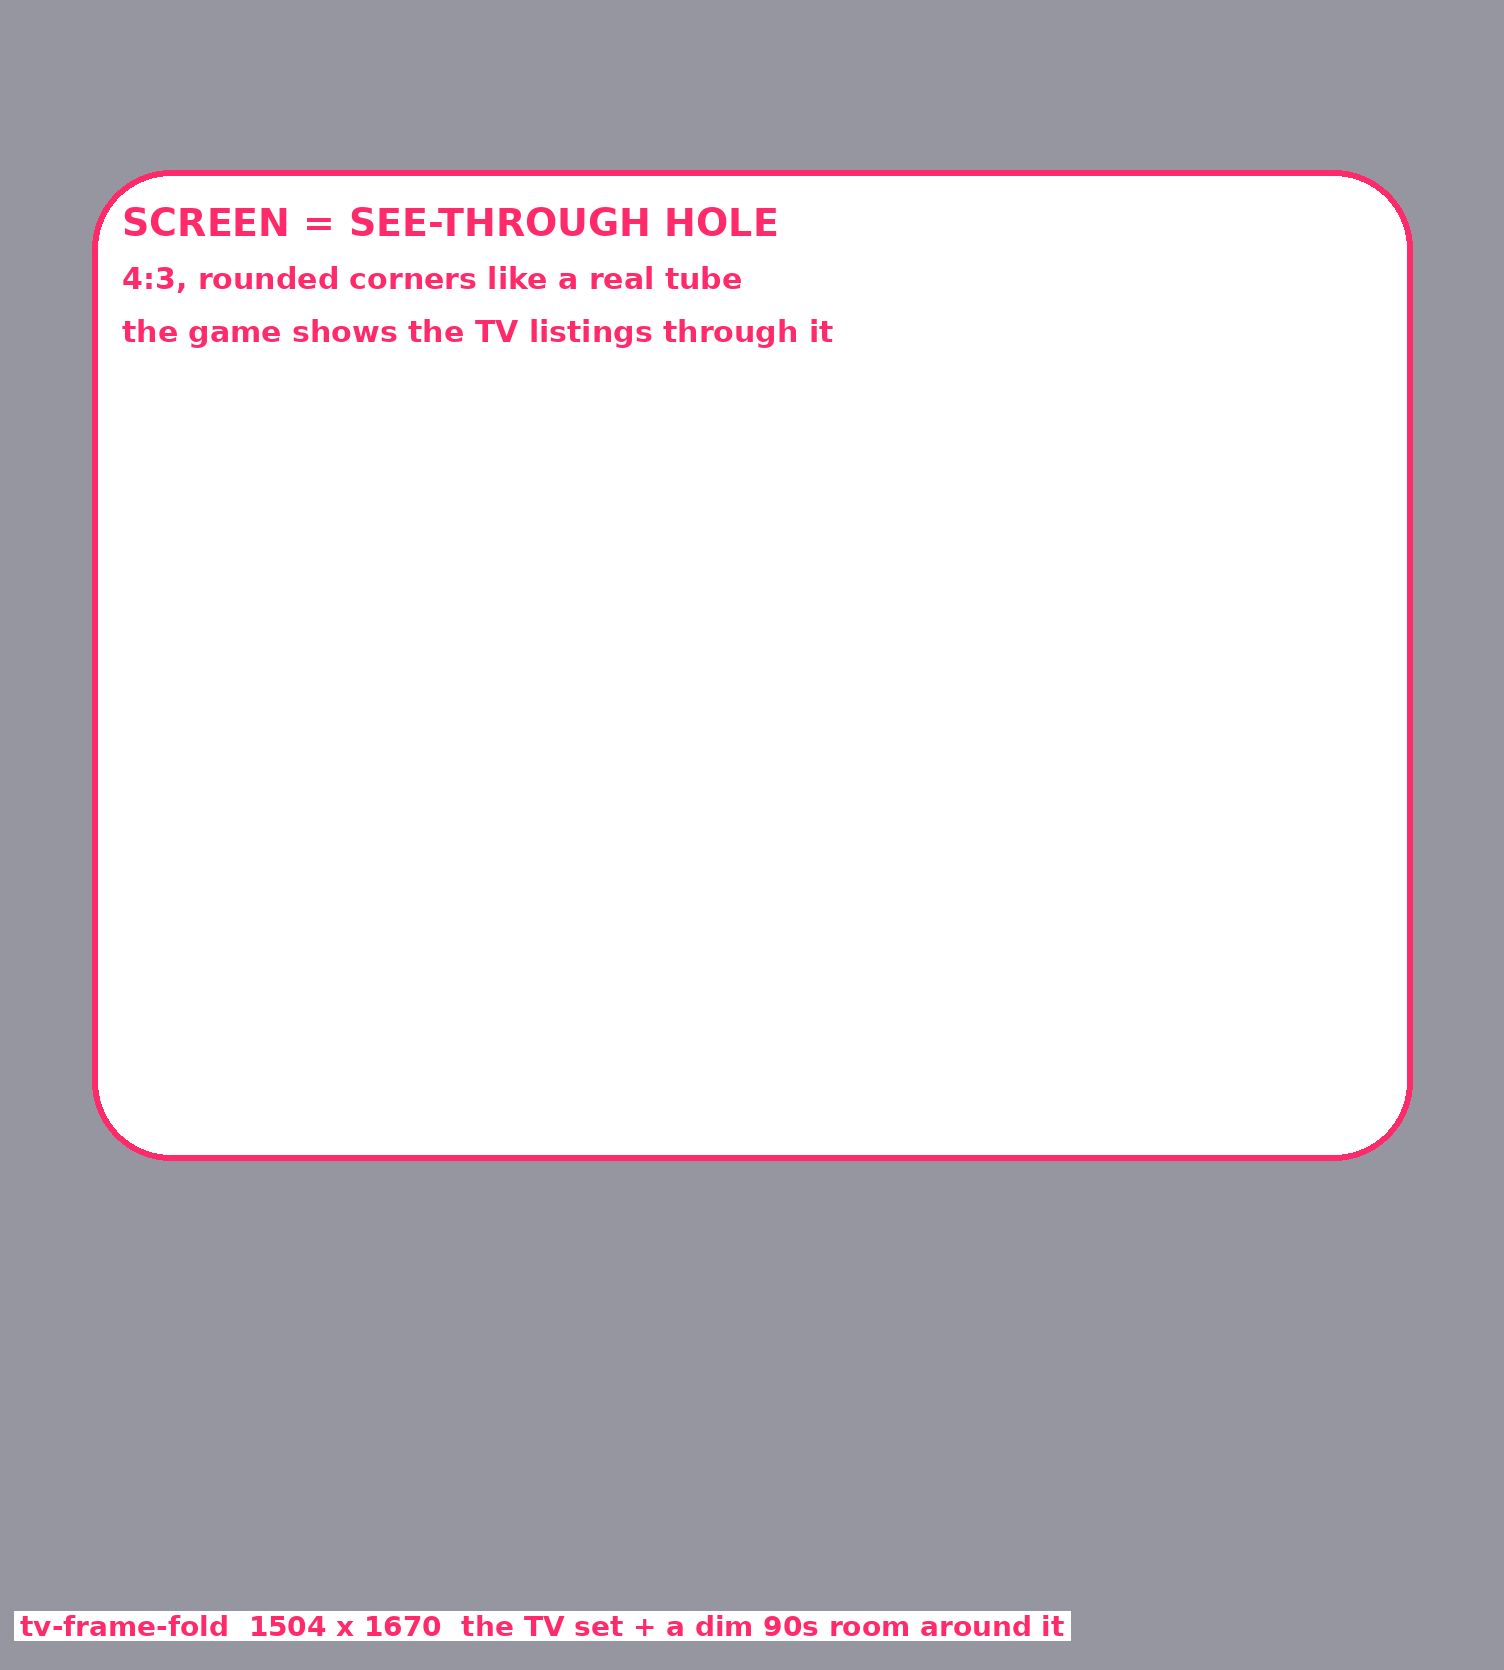 SCREEN = SEE-THROUGH HOLE
4:3, rounded corners like a real tube
the game shows the TV listings through it
tv-frame-fold  1504 x 1670  the TV set + a dim 90s room around it